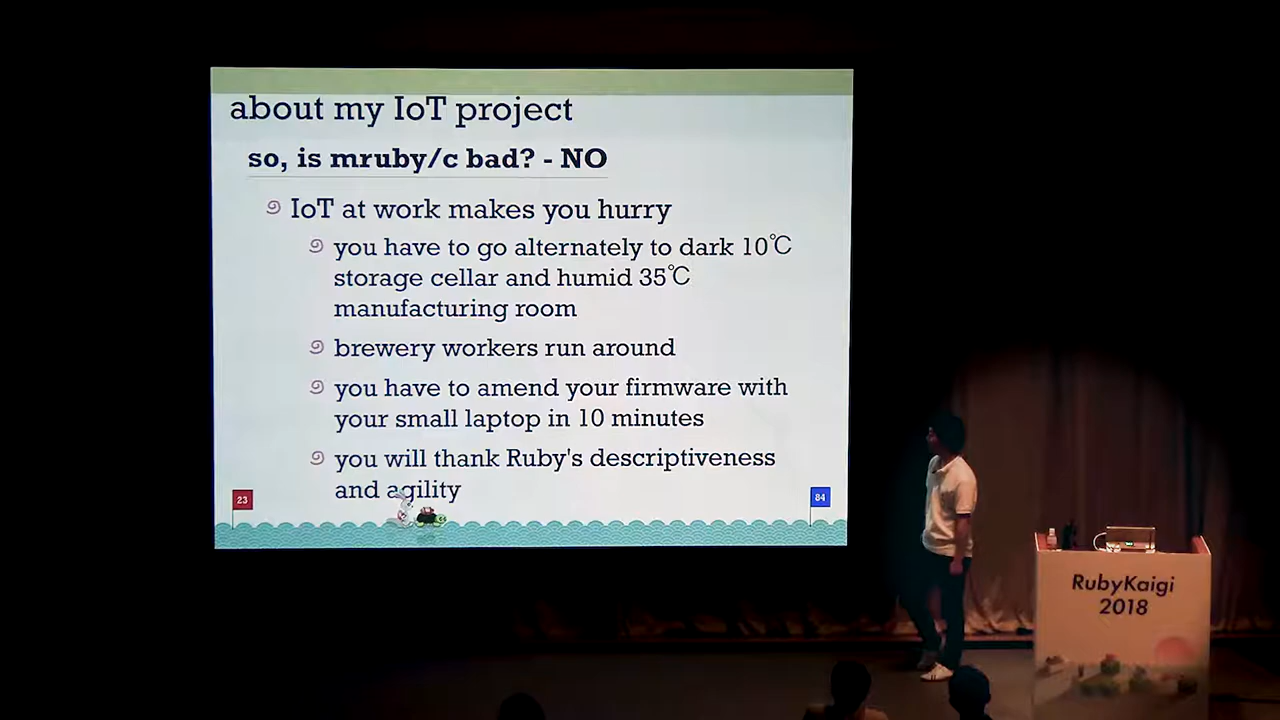 about my IoT project
so, is mruby/c bad? - NO
IoT at work makes you hurry
you have to go alternately to dark 10℃
storage cellar and humid 35℃
manufacturing room
brewery workers run around
you have to amend your firmware with
your small laptop in 10 minutes
you will thank Ruby's descriptiveness
and agility
23
84
RubyKaigi
2018